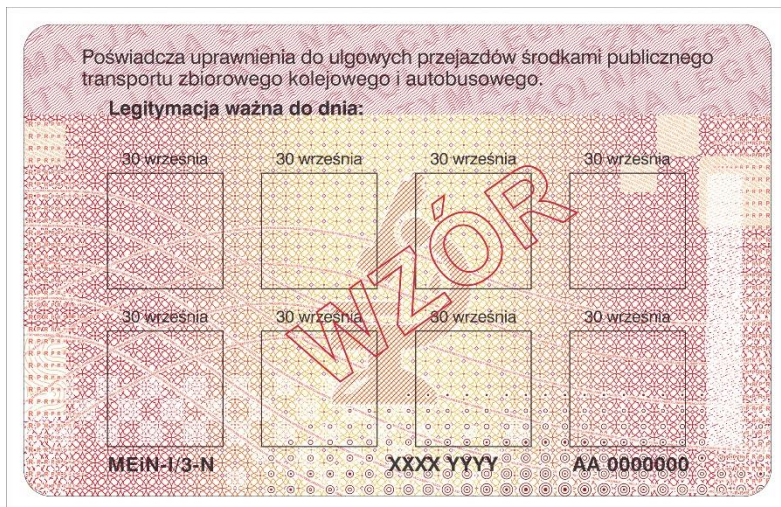 Poświadcza uprawnienia do ulgowych przejazdów środkami publicznego
transportu zbiorowego kolejowego i autobusowego.
Legitymacja ważna do dnia:
30 września 30 września 30 września 30 września
WZÓR
30 września 30 września 30 września 30 września
MEiN-I/3-N XXXX YYYY AA 0000000